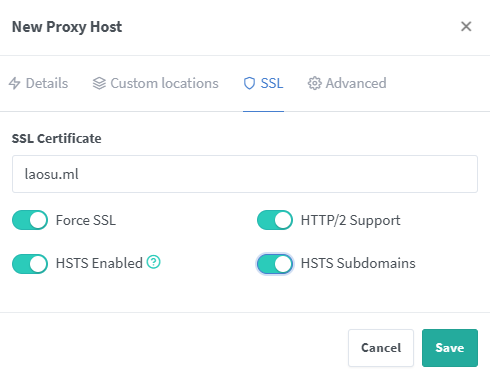 New Proxy Host
Details Custom locations SSL Advanced
SSL Certificate
laosu.ml
Force SSL HTTP/2 Support
HSTS Enabled ? HSTS Subdomains
Cancel Save